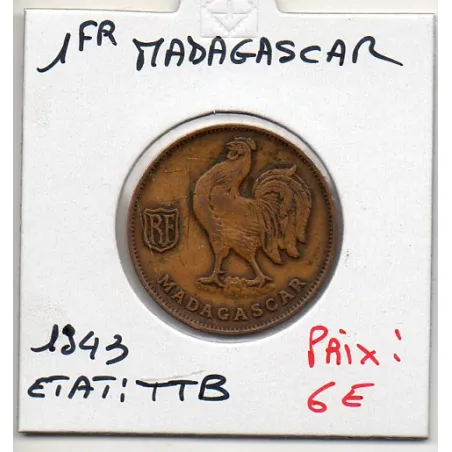 1FR MADAGASCAR
RF
MADAGASCAR
1943
ETAT: TTB
Prix:
6E